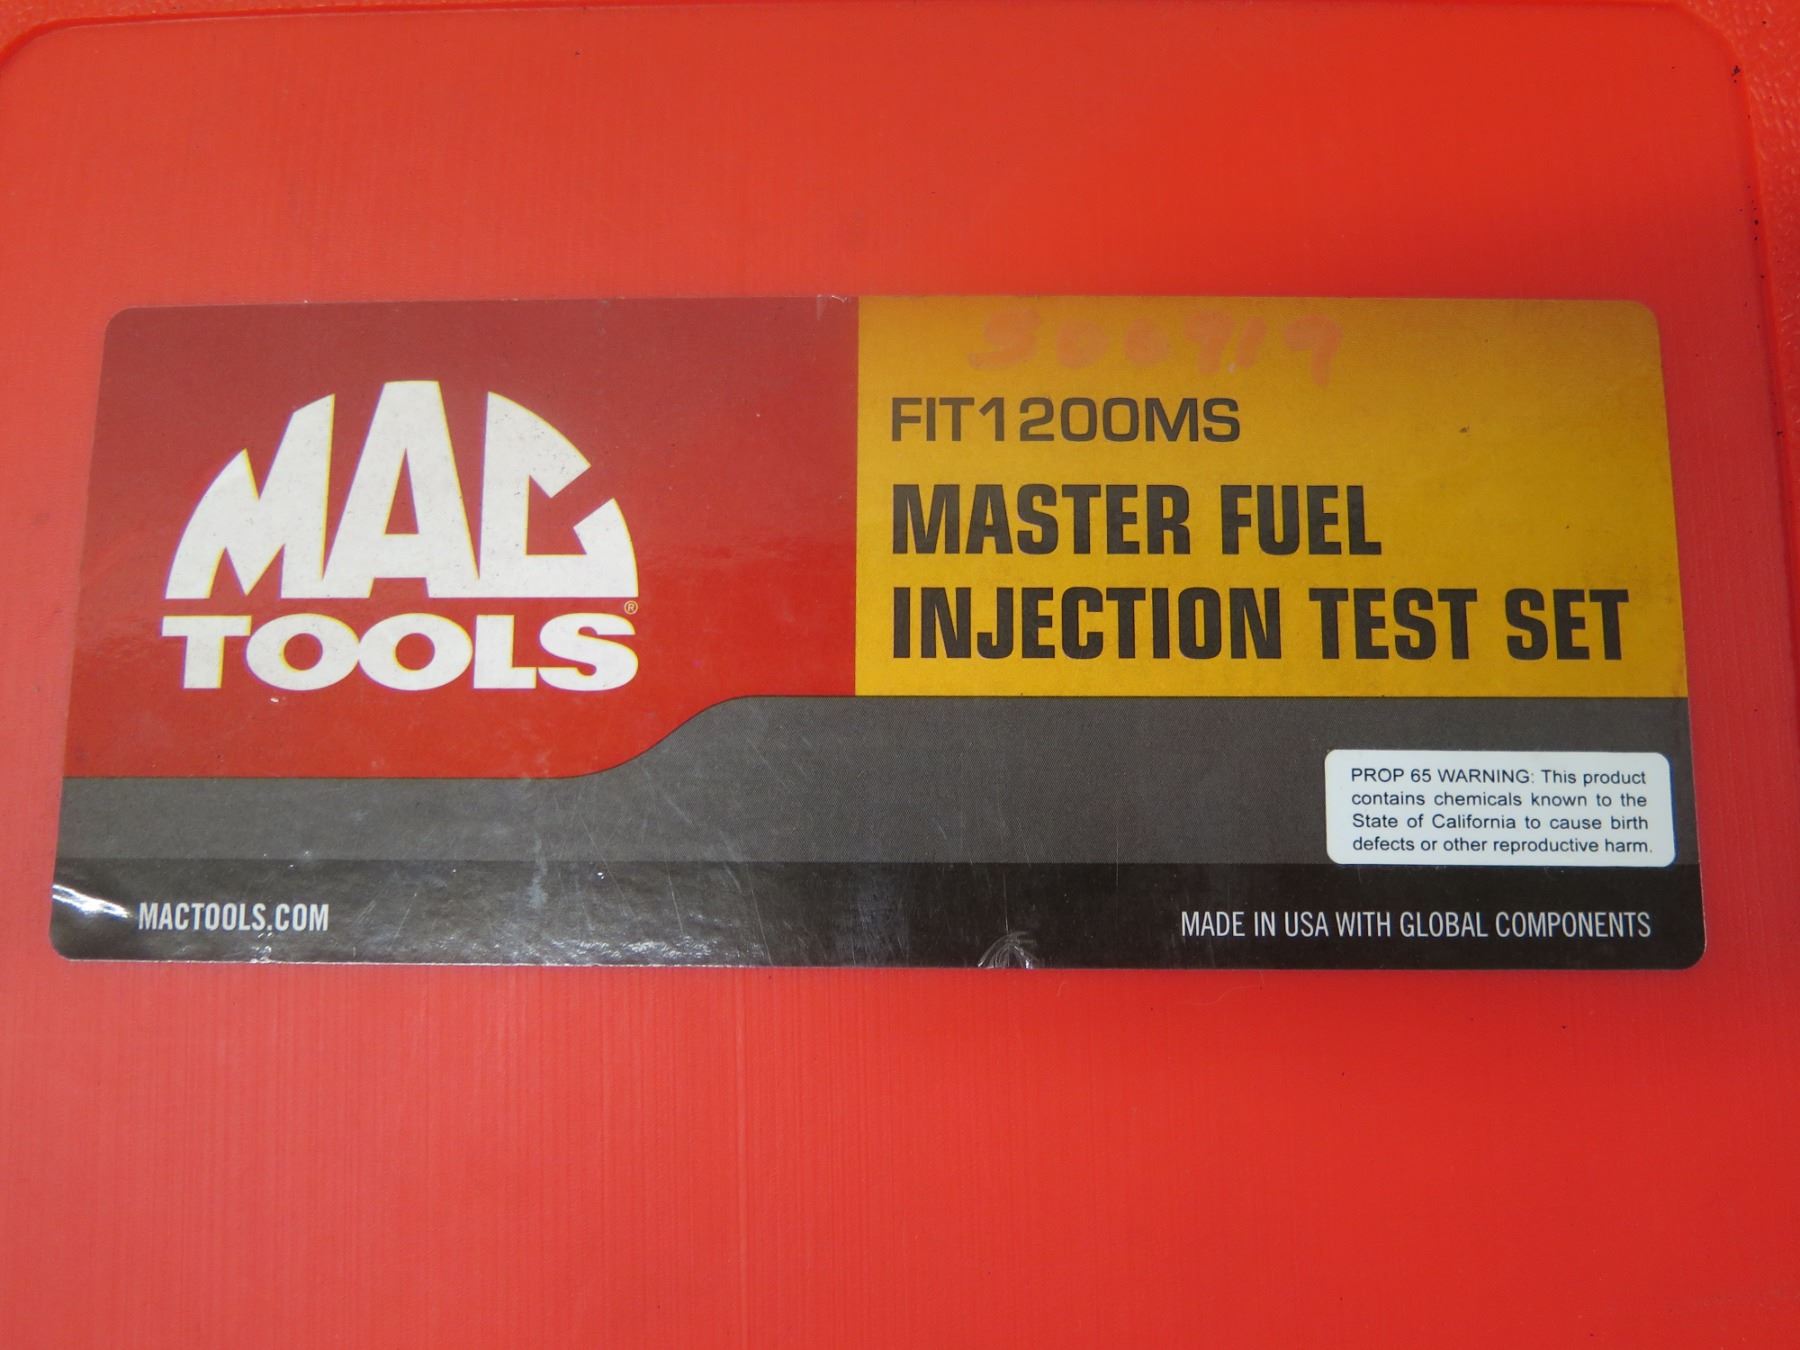 MAC
TOOLS®
500919
FIT1200MS
MASTER FUEL
INJECTION TEST SET
PROP 65 WARNING: This product
contains chemicals known to the
State of California to cause birth
defects or other reproductive harm.
MACTOOLS.COM
MADE IN USA WITH GLOBAL COMPONENTS